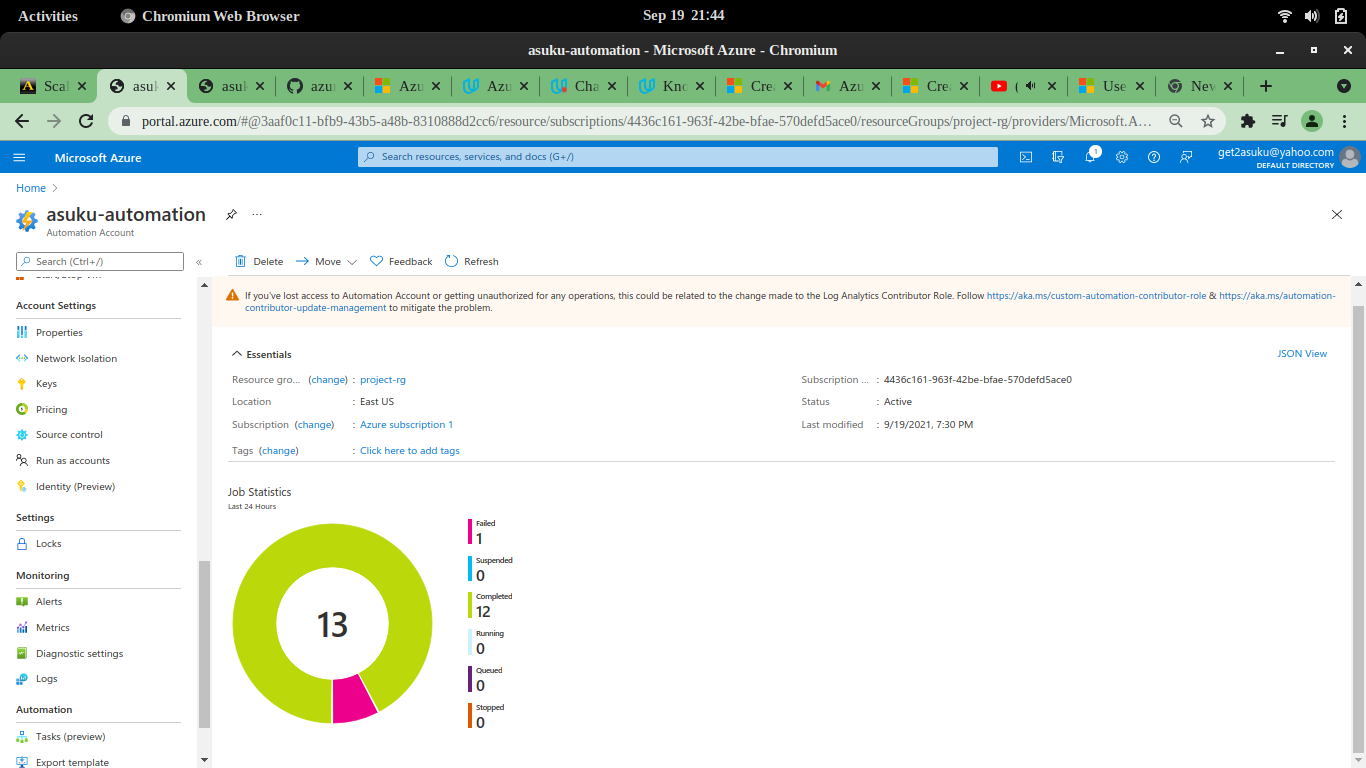 Activities Chromium Web Browser Sep 19 21:44
asuku-automation - Microsoft Azure - Chromium
Scal asuk asuk azur Azu Azu Cha Kno Crea Azu Crea ( Use New
portal.azure.com/#@3aaf0c11-bfb9-43b5-a48b-8310888d2cc6/resource/subscriptions/4436c161-963f-42be-bfae-570defd5ace0/resourceGroups/project-rg/providers/Microsoft.A...
Microsoft Azure Search resources, services, and docs (G+/) 1 get2asuku@yahoo.com
DEFAULT DIRECTORY
Home
asuku-automation ...
Automation Account
Search (Ctrl+/) « Delete Move Feedback Refresh
If you've lost access to Automation Account or getting unauthorized for any operations, this could be related to the change made to the Log Analytics Contributor Role. Follow https://aka.ms/custom-automation-contributor-role & https://aka.ms/automation-
contributor-update-management to mitigate the problem.
Account Settings
Properties
Network Isolation
Keys
Pricing
Source control
Run as accounts
Identity (Preview)
Settings
Locks
Monitoring
Alerts
Metrics
Diagnostic settings
Logs
Automation
Tasks (preview)
Export template
Essentials JSON View
Resource gro... (change) : project-rg Subscription ... : 4436c161-963f-42be-bfae-570defd5ace0
Location : East US Status : Active
Subscription (change) : Azure subscription 1 Last modified : 9/19/2021, 7:30 PM
Tags (change) : Click here to add tags
Job Statistics
Last 24 Hours
13
Failed
1
Suspended
0
Completed
12
Running
0
Queued
0
Stopped
0